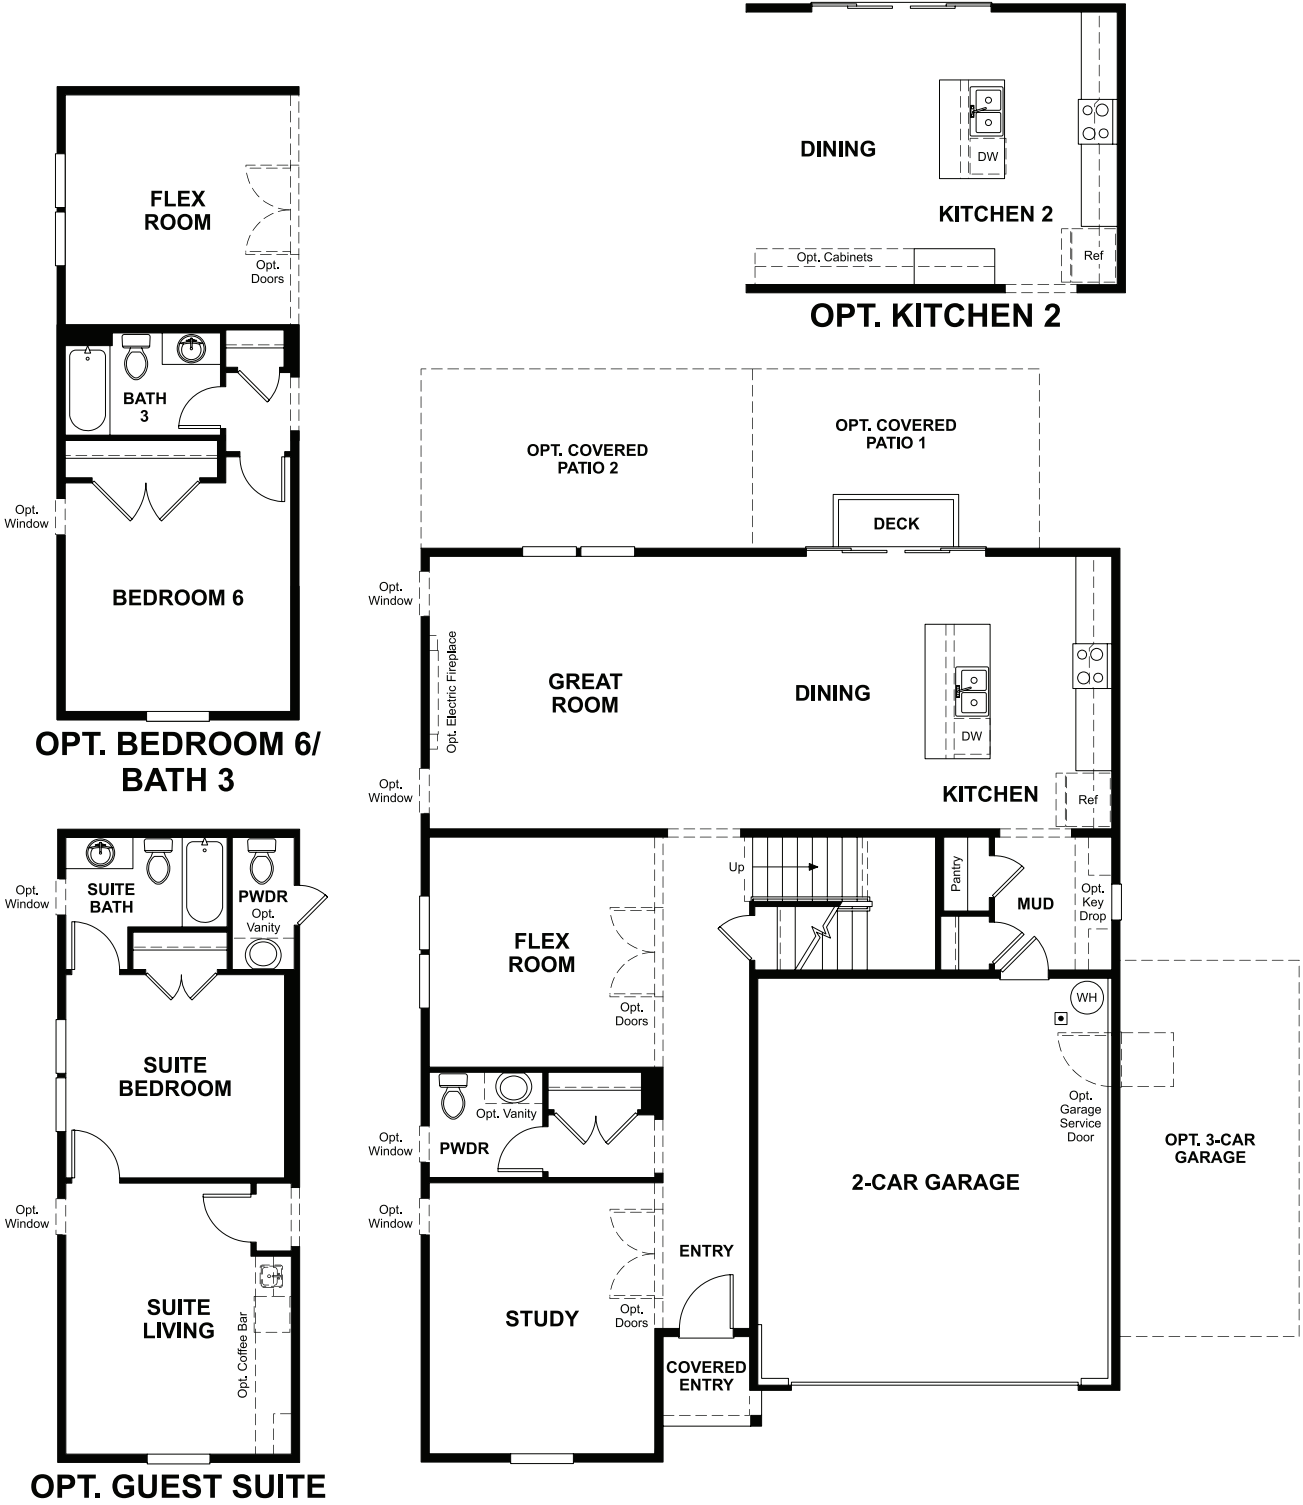 DINING
DW
KITCHEN 2
Opt. Cabinets
Ref
OPT. KITCHEN 2
FLEX
ROOM
Opt.
Doors
BATH
3
Opt.
Window
BEDROOM 6
OPT. BEDROOM 6/
BATH 3
SUITE
BATH
PWDR
Opt.
Vanity
Opt.
Window
SUITE
BEDROOM
Opt.
Window
SUITE
LIVING
Opt. Coffee Bar
OPT. GUEST SUITE
OPT. COVERED
PATIO 2
OPT. COVERED
PATIO 1
DECK
Opt.
Window
Opt. Electric Fireplace
GREAT
ROOM
DINING
DW
KITCHEN
Ref
Opt.
Window
Up
Pantry
MUD
Opt.
Key
Drop
FLEX
ROOM
Opt.
Doors
WH
Opt.
Garage
Service
Door
OPT. 3-CAR
GARAGE
2-CAR GARAGE
Opt. Vanity
PWDR
Opt.
Window
Opt.
Window
STUDY
Opt.
Doors
ENTRY
COVERED
ENTRY